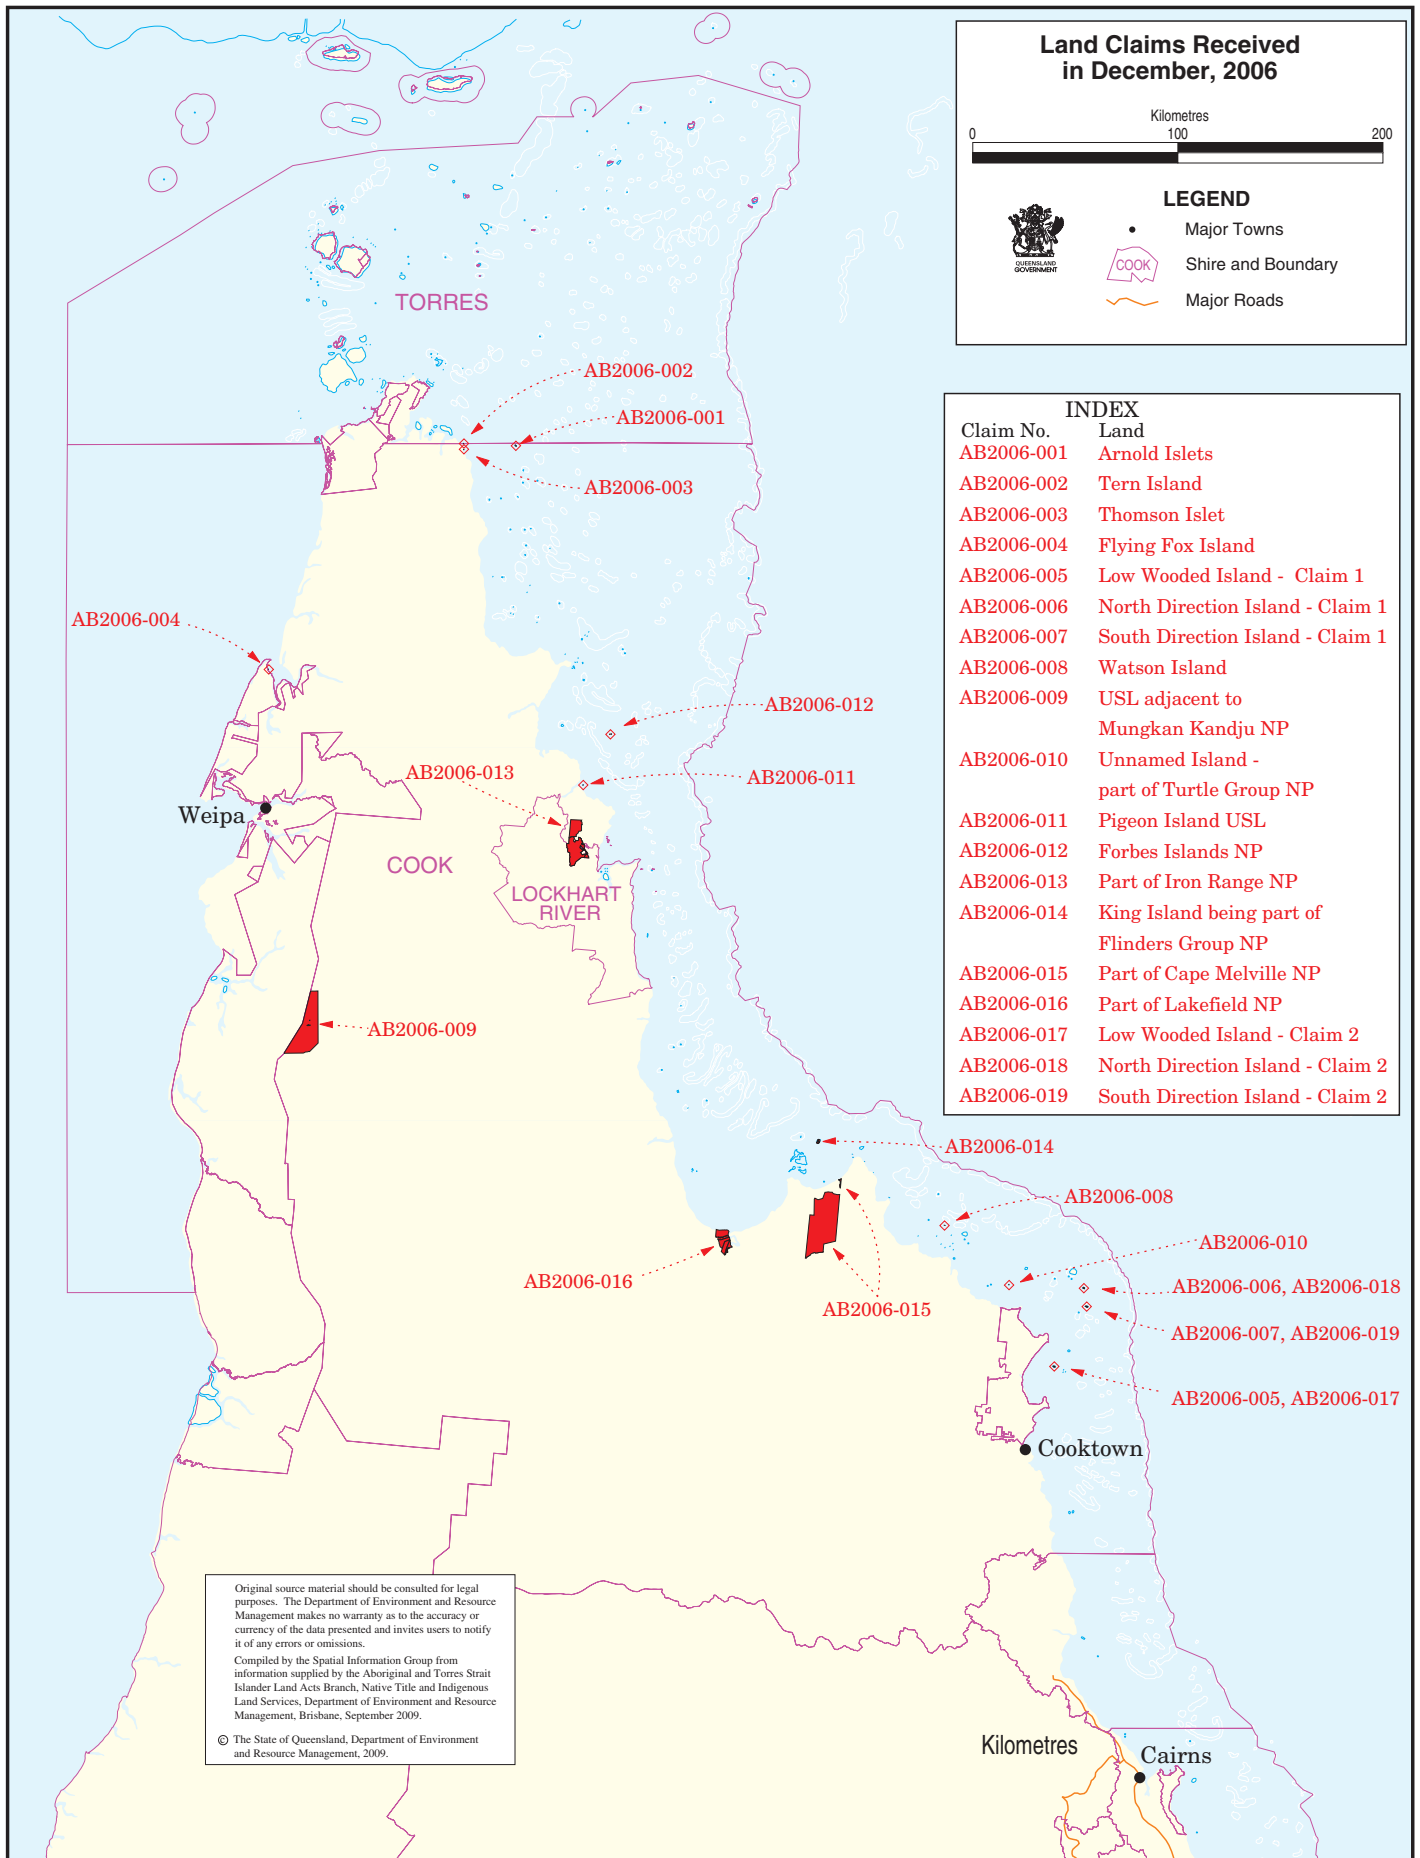 Land Claims Received
in December, 2006
Kilometres
0 100 200
LEGEND
Major Towns
COOK Shire and Boundary
Major Roads
QUEENSLAND
GOVERNMENT
INDEX
Claim No. Land
AB2006-001 Arnold Islets
AB2006-002 Tern Island
AB2006-003 Thomson Islet
AB2006-004 Flying Fox Island
AB2006-005 Low Wooded Island - Claim 1
AB2006-006 North Direction Island - Claim 1
AB2006-007 South Direction Island - Claim 1
AB2006-008 Watson Island
AB2006-009 USL adjacent to
Mungkan Kandju NP
AB2006-010 Unnamed Island -
part of Turtle Group NP
AB2006-011 Pigeon Island USL
AB2006-012 Forbes Islands NP
AB2006-013 Part of Iron Range NP
AB2006-014 King Island being part of
Flinders Group NP
AB2006-015 Part of Cape Melville NP
AB2006-016 Part of Lakefield NP
AB2006-017 Low Wooded Island - Claim 2
AB2006-018 North Direction Island - Claim 2
AB2006-019 South Direction Island - Claim 2
TORRES
AB2006-002
AB2006-001
AB2006-003
AB2006-004
AB2006-012
AB2006-013
AB2006-011
Weipa
COOK
LOCKHART
RIVER
AB2006-009
AB2006-014
AB2006-008
AB2006-010
AB2006-016
AB2006-006, AB2006-018
AB2006-015
AB2006-007, AB2006-019
AB2006-005, AB2006-017
Cooktown
Original source material should be consulted for legal
purposes. The Department of Environment and Resource
Management makes no warranty as to the accuracy or
currency of the data presented and invites users to notify
it of any errors or omissions.
Compiled by the Spatial Information Group from
information supplied by the Aboriginal and Torres Strait
Islander Land Acts Branch, Native Title and Indigenous
Land Services, Department of Environment and Resource
Management, Brisbane, September 2009.
© The State of Queensland, Department of Environment
and Resource Management, 2009.
Kilometres
Cairns